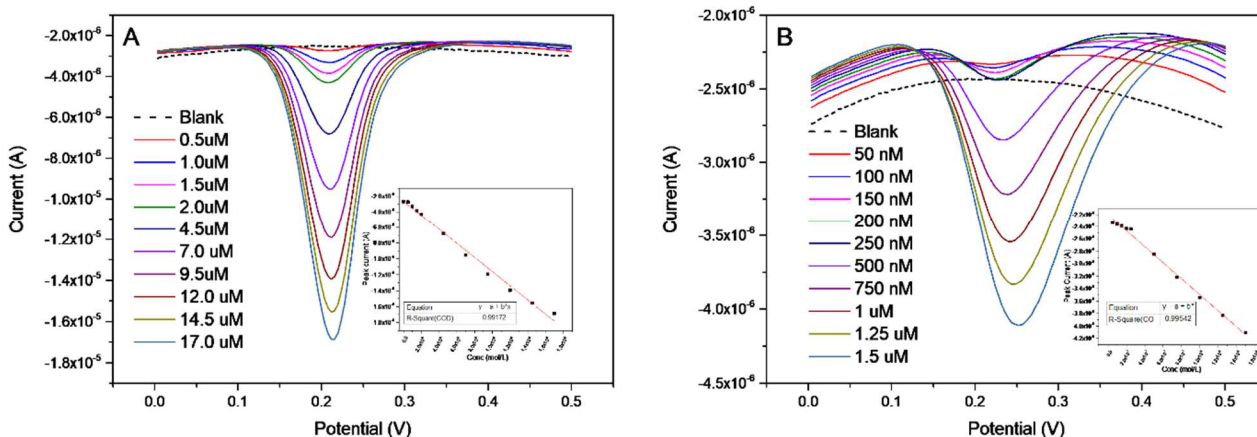 A
-2.0x10⁻⁶
-4.0x10⁻⁶
-6.0x10⁻⁶
-8.0x10⁻⁶
-1.0x10⁻⁵
-1.2x10⁻⁵
-1.4x10⁻⁵
-1.6x10⁻⁵
-1.8x10⁻⁵
Current (A)
Blank
0.5uM
1.0uM
1.5uM
2.0uM
4.5uM
7.0 uM
9.5uM
12.0 uM
14.5 uM
17.0 uM
Peak current (A)
Equation y = a + b*x
R-Square(COD) 0.99172
Conc (mol/L)
0.0 0.1 0.2 0.3 0.4 0.5
Potential (V)
B
-2.0x10⁻⁶
-2.5x10⁻⁶
-3.0x10⁻⁶
-3.5x10⁻⁶
-4.0x10⁻⁶
-4.5x10⁻⁶
Current (A)
Blank
50 nM
100 nM
150 nM
200 nM
250 nM
500 nM
750 nM
1 uM
1.25 uM
1.5 uM
Peak Current (A)
Equation y = a + b*
R-Square(CO 0.99542
Conc (mol/L)
0.0 0.1 0.2 0.3 0.4 0.5
Potential (V)